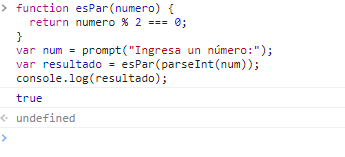 function esPar(numero) {
  return numero % 2 === 0;
}
var num = prompt("Ingresa un número:");
var resultado = esPar(parseInt(num));
console.log(resultado);
true
undefined